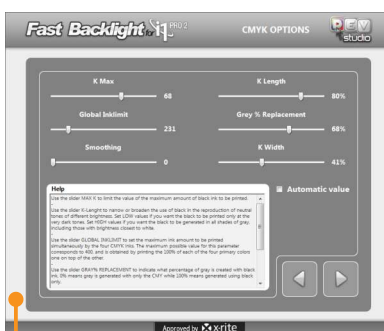 Fast Backlight for i1 PRO 2
CMYK OPTIONS
REV
studio
K Max
68
K Length
80%
Global Inklimit
231
Grey % Replacement
68%
Smoothing
0
K Width
41%
Help
Use the slider MAX K to limit the value of the maximum amount of black ink to be printed.
-
Use the slider K-Lenght to narrow or broaden the use of black in the reproduction of neutral
tones of different brightness. Set LOW values if you want the black to be printed only at the
very dark tones. Set HIGH values if you want the black to be generated in all shades of gray,
including those with brightness closed to white.
-
Use the slider GLOBAL INKLIMIT to set the maximum ink amount to be printed
simultaneously by the four CMYK inks. The maximum possible value for this parameter
corresponds to 400, and is obtained by printing the 100% of each of the four primary colors
one on top of the other.
-
Use the slider GRAY% REPLACEMENT to indicate what percentage of gray is created with black
ink. 0% means gray is generated with only the CMY while 100% means generated using black
only.
Automatic value
Approved by x-rite